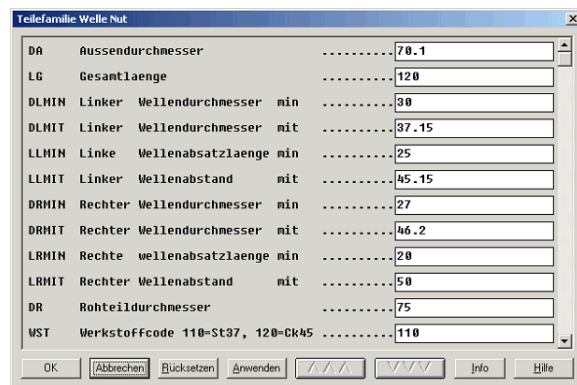 Teilefamilie Welle Nut
DA Aussendurchmesser ..........70.1
LG Gesamtlaenge ..........120
DLMIN Linker Wellendurchmesser min ..........30
DLMIT Linker Wellendurchmesser mit ..........37.15
LLMIN Linke Wellenabsatzlaenge min ..........25
LLMIT Linker Wellenabstand mit ..........45.15
DRMIN Rechter Wellendurchmesser min ..........27
DRMIT Rechter Wellendurchmesser mit ..........46.2
LRMIN Rechte wellenabsatzlaenge min ..........20
LRMIT Rechter Wellenabstand mit ..........50
DR Rohteildurchmesser ..........75
WST Werkstoffcode 110=St37, 120=Ck45 ..........110
OK Abbrechen Rücksetzen Anwenden /\/\/\ \/\/\/ Info Hilfe